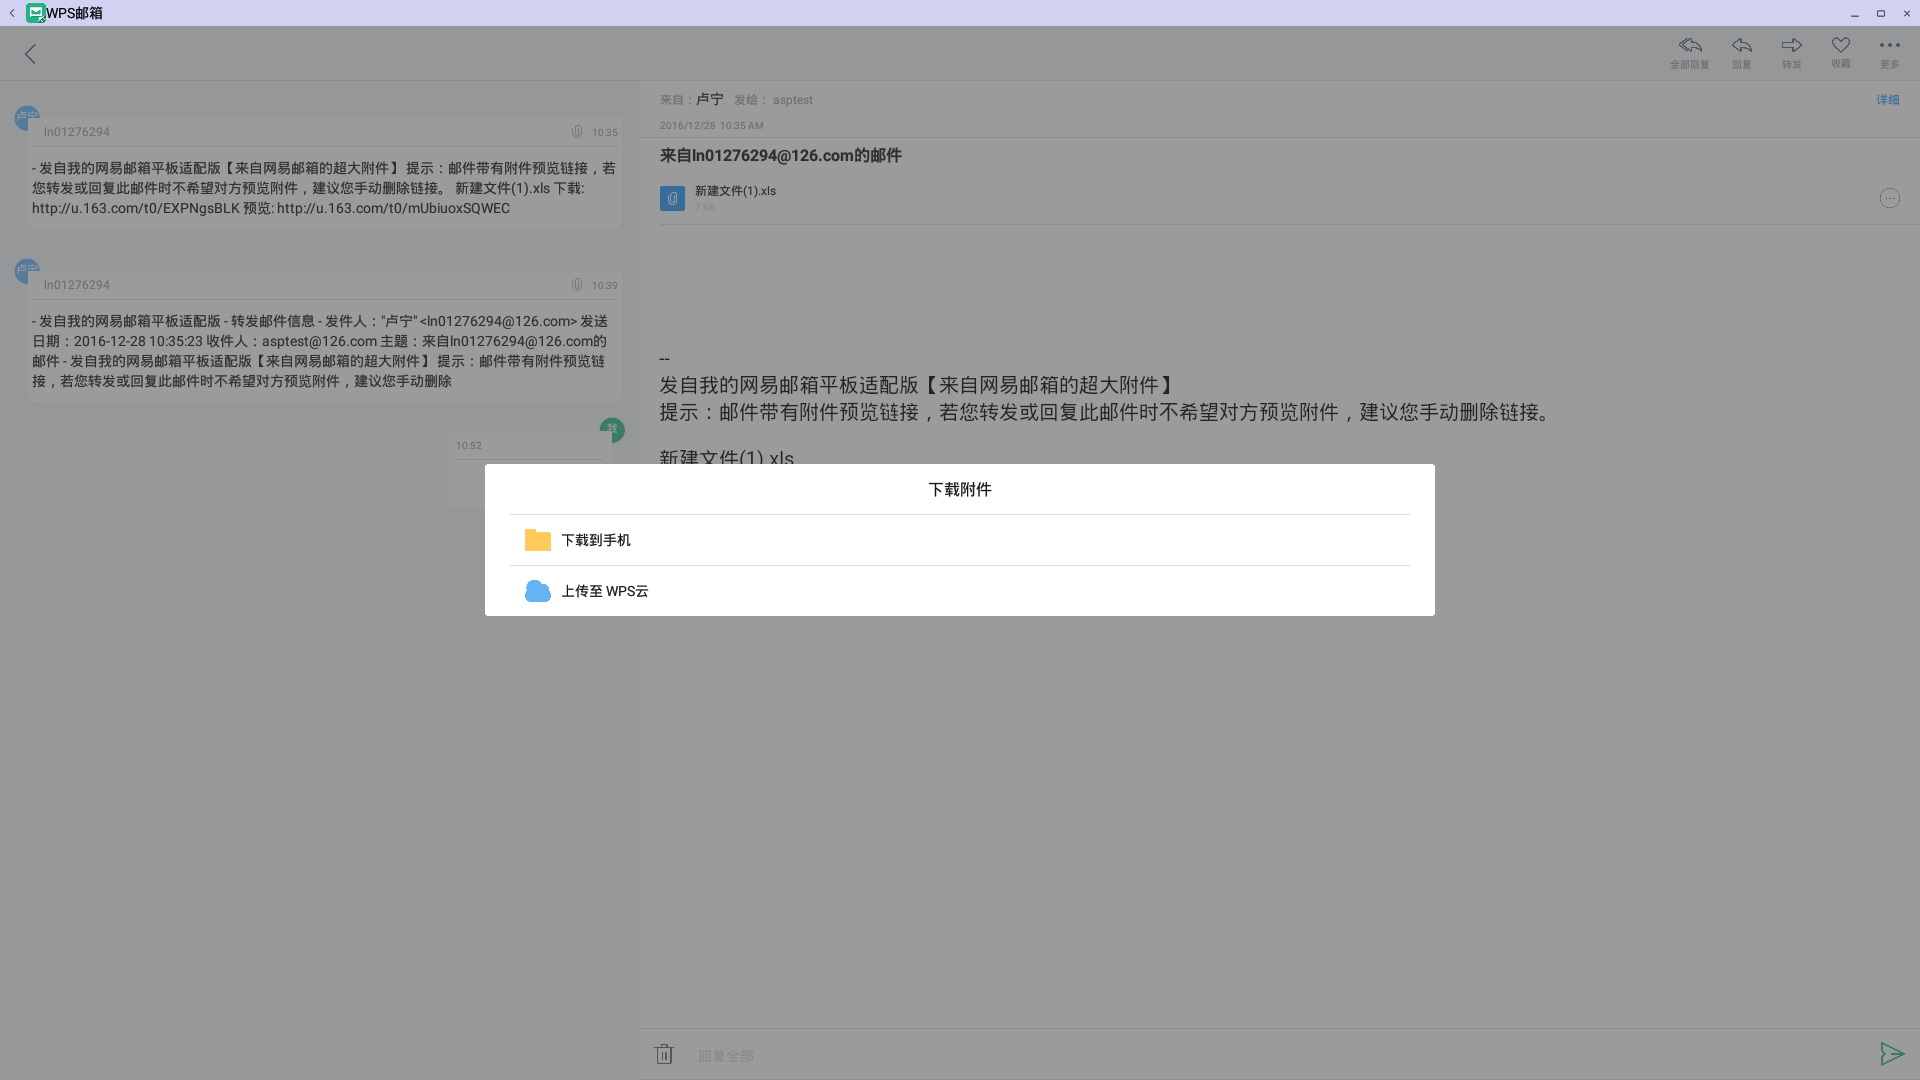 WPS邮箱
全部回复 回复 转发 收藏 更多
卢宁
ln01276294 10:35
- 发自我的网易邮箱平板适配版【来自网易邮箱的超大附件】 提示：邮件带有附件预览链接，若
您转发或回复此邮件时不希望对方预览附件，建议您手动删除链接。 新建文件(1).xls 下载:
http://u.163.com/t0/EXPNgsBLK 预览: http://u.163.com/t0/mUbiuoxSQWEC
卢宁
ln01276294 10:39
- 发自我的网易邮箱平板适配版 - 转发邮件信息 - 发件人："卢宁" <ln01276294@126.com> 发送
日期：2016-12-28 10:35:23 收件人：asptest@126.com 主题：来自ln01276294@126.com的
邮件 - 发自我的网易邮箱平板适配版【来自网易邮箱的超大附件】 提示：邮件带有附件预览链
接，若您转发或回复此邮件时不希望对方预览附件，建议您手动删除
我
10:52
来自：卢宁 发给： asptest 详细
2016/12/28 10:35 AM
来自ln01276294@126.com的邮件
新建文件(1).xls
7 KB
--
发自我的网易邮箱平板适配版【来自网易邮箱的超大附件】
提示：邮件带有附件预览链接，若您转发或回复此邮件时不希望对方预览附件，建议您手动删除链接。
新建文件(1).xls
下载附件
下载到手机
上传至 WPS云
回复全部